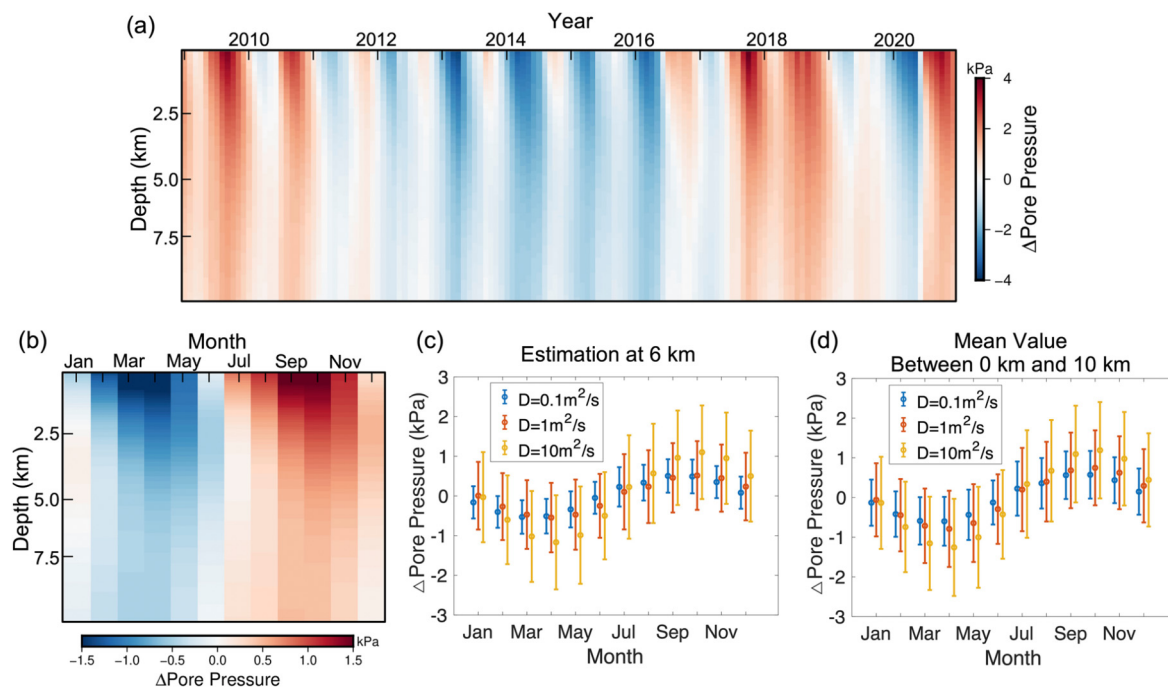 (a)
Year
2010 2012 2014 2016 2018 2020
kPa
4
2
0
−2
−4
ΔPore Pressure
2.5
5.0
7.5
Depth (km)
(b)
Month
Jan Mar May Jul Sep Nov
2.5
5.0
7.5
Depth (km)
kPa
−1.5 −1.0 −0.5 0.0 0.5 1.0 1.5
ΔPore Pressure
(c)
Estimation at 6 km
D=0.1m²/s
D=1m²/s
D=10m²/s
3
2
1
0
-1
-2
-3
ΔPore Pressure (kPa)
Jan Mar May Jul Sep Nov
Month
(d)
Mean Value
Between 0 km and 10 km
D=0.1m²/s
D=1m²/s
D=10m²/s
3
2
1
0
-1
-2
-3
ΔPore Pressure (kPa)
Jan Mar May Jul Sep Nov
Month